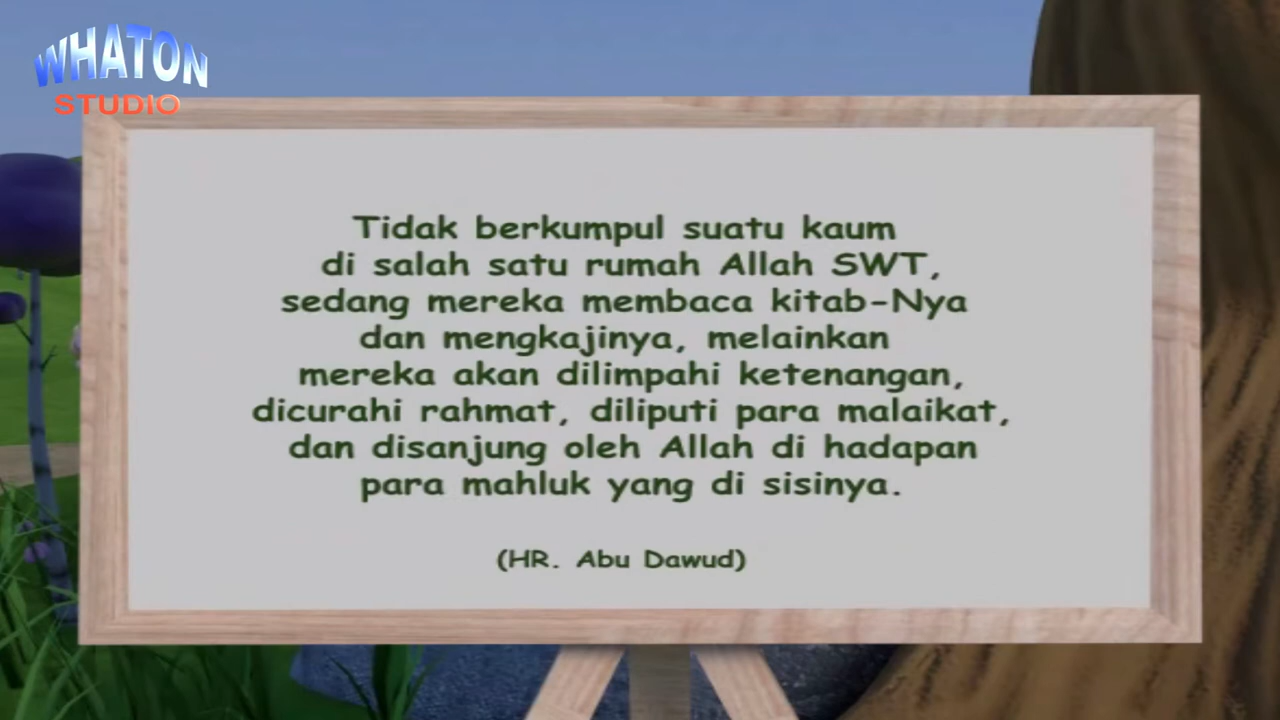 WHATON
STUDIO
Tidak berkumpul suatu kaum
di salah satu rumah Allah SWT,
sedang mereka membaca kitab-Nya
dan mengkajinya, melainkan
mereka akan dilimpahi ketenangan,
dicurahi rahmat, diliputi para malaikat,
dan disanjung oleh Allah di hadapan
para mahluk yang di sisinya.
(HR. Abu Dawud)